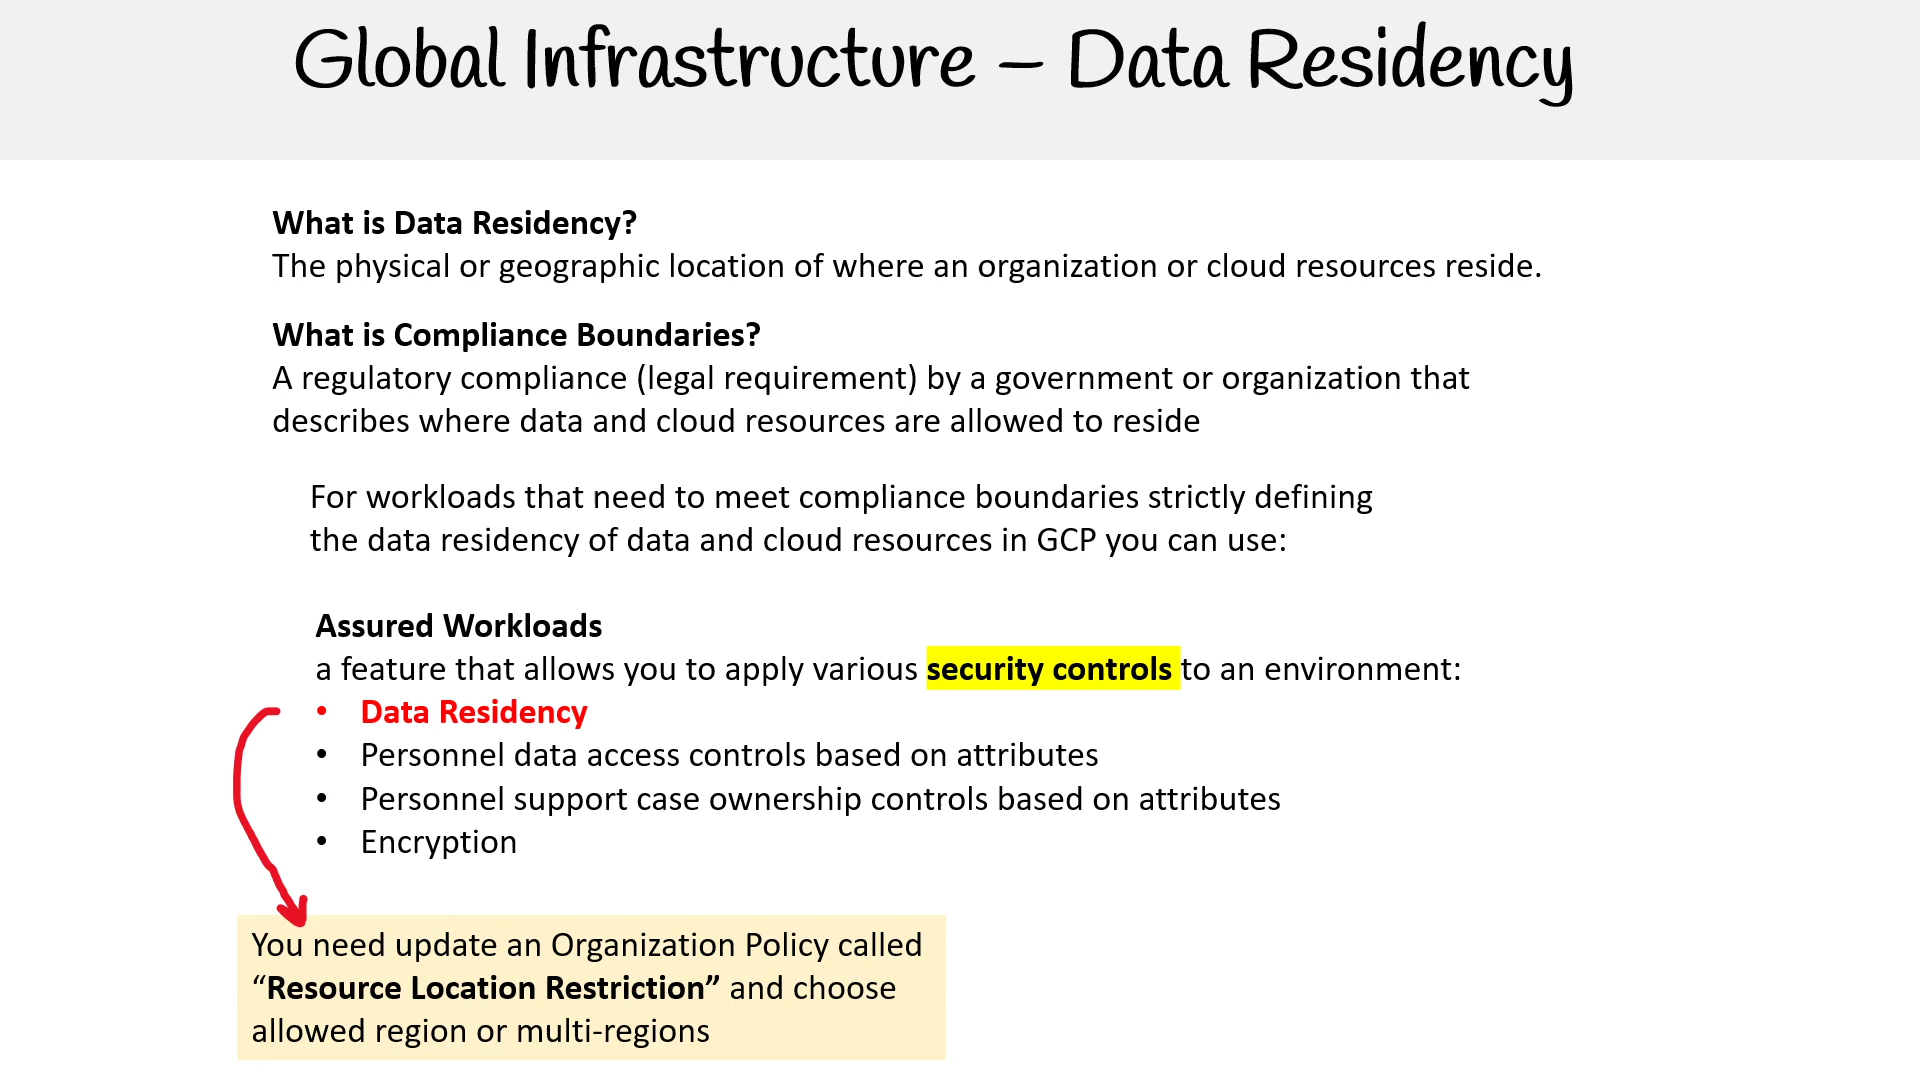 Global Infrastructure – Data Residency
What is Data Residency?
The physical or geographic location of where an organization or cloud resources reside.
What is Compliance Boundaries?
A regulatory compliance (legal requirement) by a government or organization that
describes where data and cloud resources are allowed to reside
For workloads that need to meet compliance boundaries strictly defining
the data residency of data and cloud resources in GCP you can use:
Assured Workloads
a feature that allows you to apply various security controls to an environment:
• Data Residency
• Personnel data access controls based on attributes
• Personnel support case ownership controls based on attributes
• Encryption
You need update an Organization Policy called
“Resource Location Restriction” and choose
allowed region or multi-regions